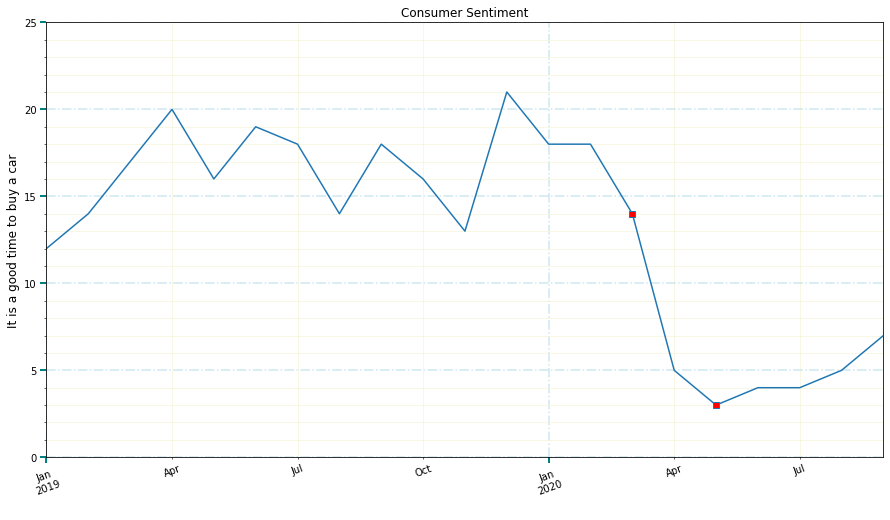 Consumer Sentiment
It is a good time to buy a car
25
20
15
10
5
0
Jan
2019
Apr
Jul
Oct
Jan
2020
Apr
Jul